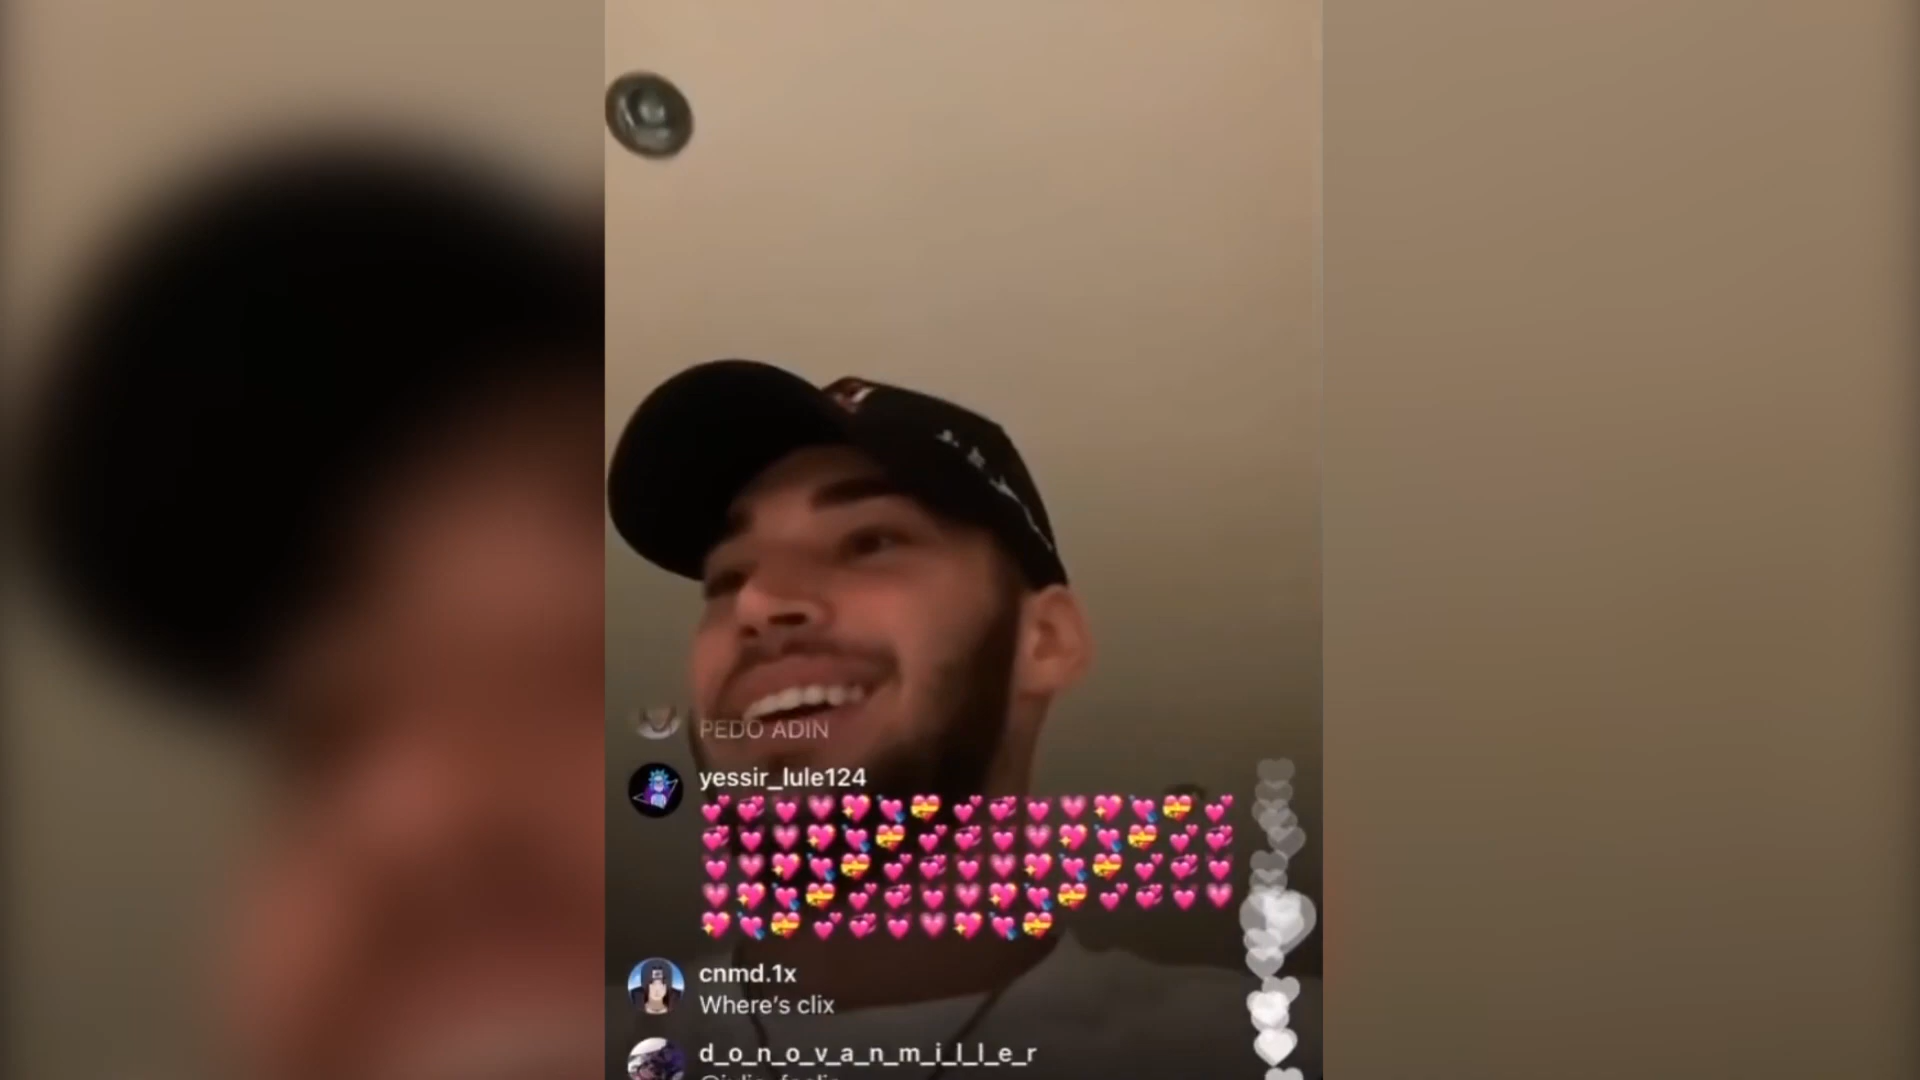 PEDO ADIN
yessir_lule124
💕💞💓💗💖💘💝💕💞💓💗💖💘💝💕
💞💓💗💖💘💝💕💞💓💗💖💘💝💕💞
💓💗💖💘💝💕💞💓💗💖💘💝💕💞💓
💗💖💘💝💕💞💓💗💖💘💝💕💞💓💗
💖💘💝💕💞💓💗💖💘💝
cnmd.1x
Where’s clix
d_o_n_o_v_a_n_m_i_l_l_e_r